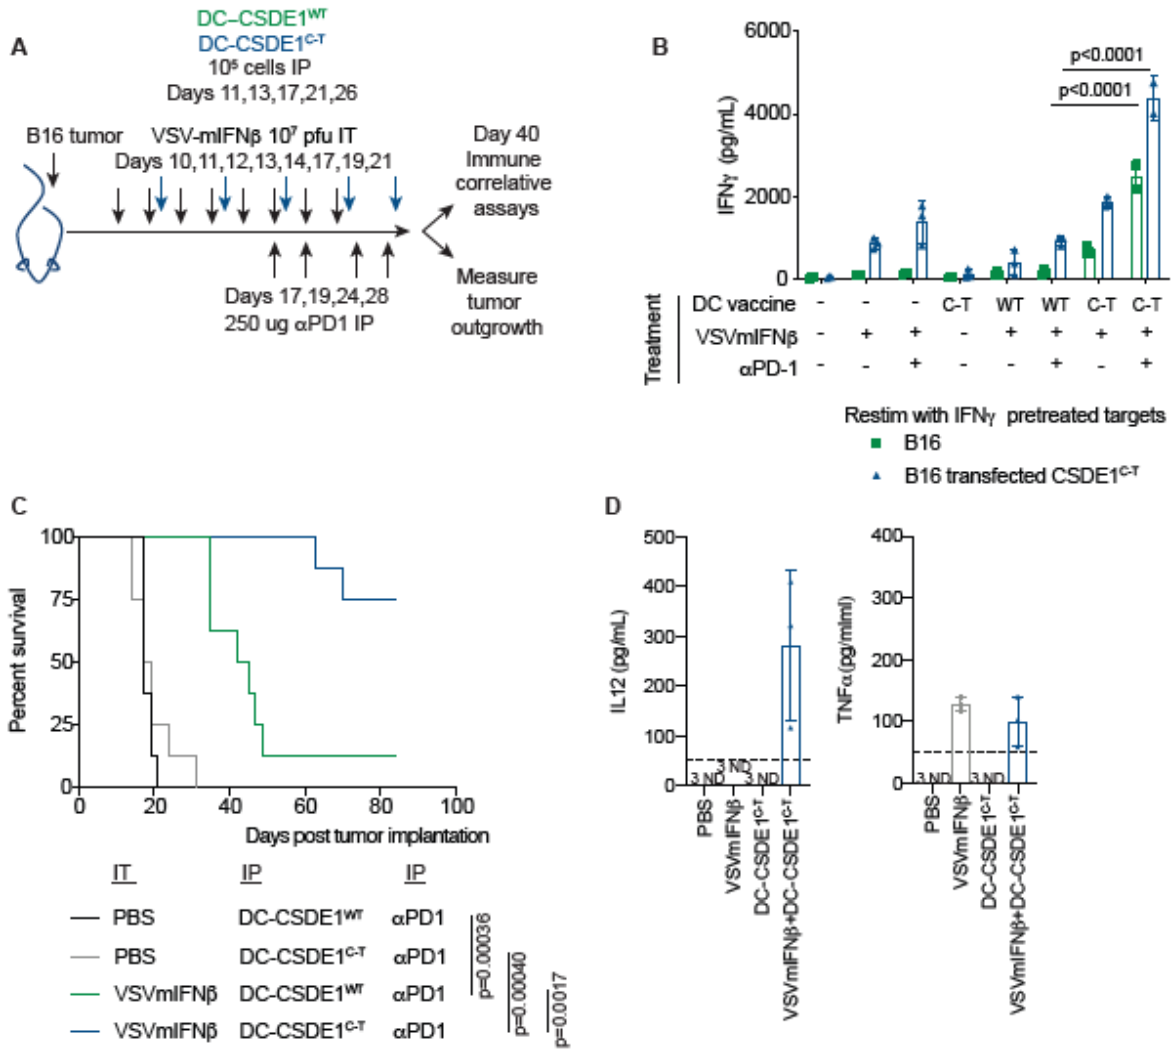 A
DC–CSDE1ᵂᵀ
DC-CSDE1ᶜ⁻ᵀ
10⁶ cells IP
Days 11,13,17,21,26
B16 tumor
VSV-mIFNβ 10⁷ pfu IT
Days 10,11,12,13,14,17,19,21
Day 40
Immune
correlative
assays
Measure
tumor
outgrowth
Days 17,19,24,28
250 ug αPD1 IP
B
IFNγ (pg/mL)
6000
4000
2000
0
p<0.0001
p<0.0001
Treatment
DC vaccine - - - C-T WT WT C-T C-T
VSVmIFNβ - + + - + + + +
αPD-1 - - + - - + - +
Restim with IFNγ pretreated targets
B16
B16 transfected CSDE1ᶜ⁻ᵀ
C
Percent survival
100
75
50
25
0
0 20 40 60 80 100
Days post tumor implantation
IT IP IP
PBS DC-CSDE1ᵂᵀ αPD1
PBS DC-CSDE1ᶜ⁻ᵀ αPD1
VSVmIFNβ DC-CSDE1ᵂᵀ αPD1
VSVmIFNβ DC-CSDE1ᶜ⁻ᵀ αPD1
p=0.00036
p=0.00040
p=0.0017
D
IL12 (pg/mL)
500
400
300
200
100
0
3 ND
3 ND
3 ND
PBS
VSVmIFNβ
DC-CSDE1ᶜ⁻ᵀ
VSVmIFNβ+DC-CSDE1ᶜ⁻ᵀ
TNFα(pg/mlml)
400
300
200
100
0
3 ND
3 ND
PBS
VSVmIFNβ
DC-CSDE1ᶜ⁻ᵀ
VSVmIFNβ+DC-CSDE1ᶜ⁻ᵀ